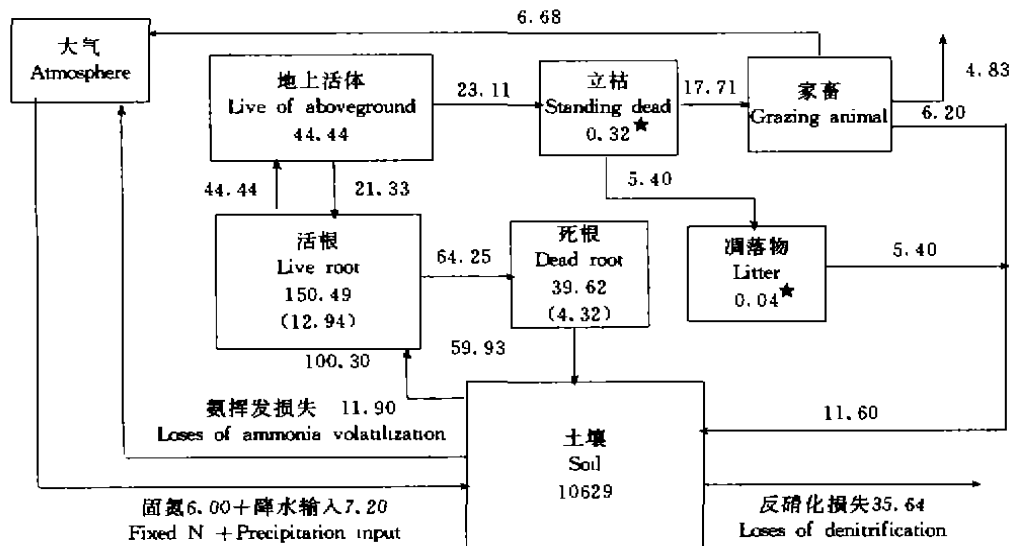 6.68
大气
Atmosphere
地上活体
Live of aboveground
44.44
23.11
立枯
Standing dead
0.32★
17.71
家畜
Grazing animal
4.83
6.20
44.44
21.33
5.40
活根
Live root
150.49
(12.94)
64.25
死根
Dead root
39.62
(4.32)
凋落物
Litter
0.04★
5.40
100.30
59.93
氨挥发损失 11.90
Loses of ammonia volatilization
11.60
土壤
Soil
10629
固氮6.00+降水输入7.20
Fixed N +Precipitation input
反硝化损失35.64
Loses of denitrification